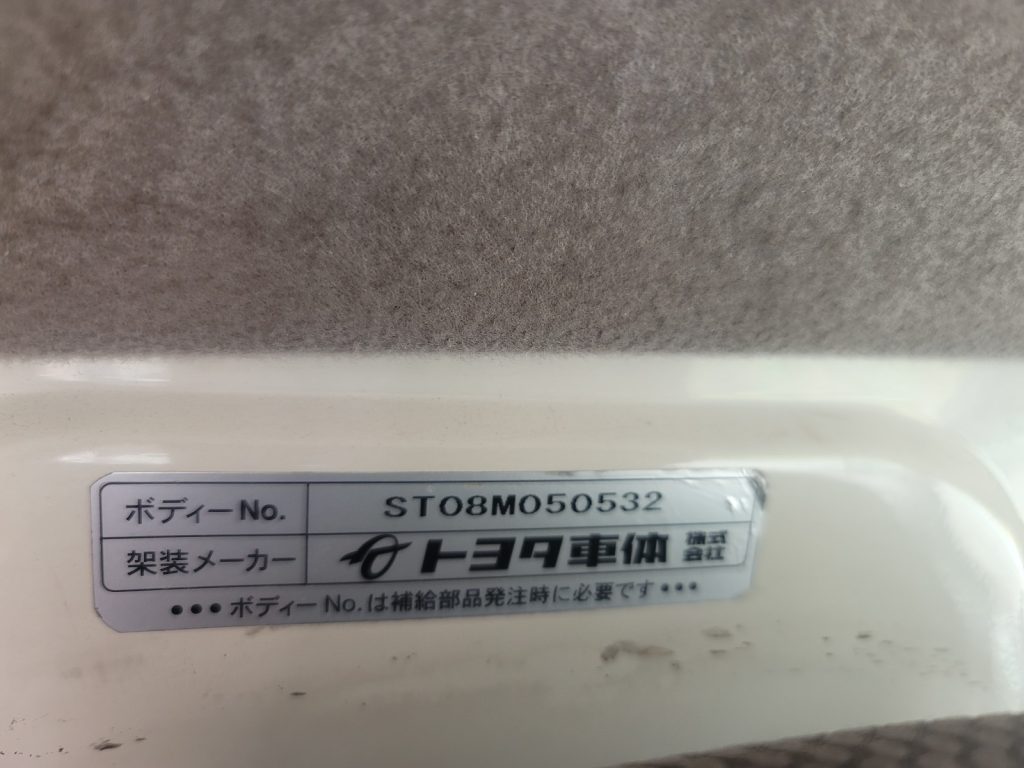 ボディーNo. ST08M050532
架装メーカー トヨタ車体 株式会社
●●●ボディーNo.は補給部品発注時に必要です●●●